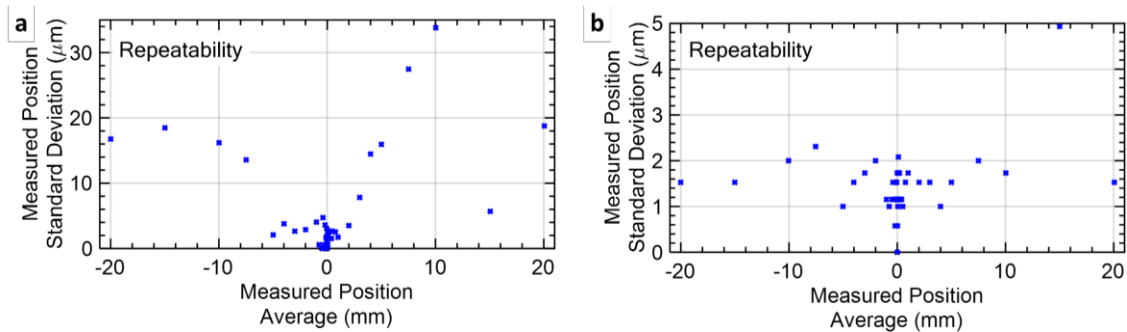 a
Repeatability
Measured Position
Standard Deviation (μm)
30
20
10
0
-20
-10
0
10
20
Measured Position
Average (mm)
b
Repeatability
Measured Position
Standard Deviation (μm)
5
4
3
2
1
0
-20
-10
0
10
20
Measured Position
Average (mm)